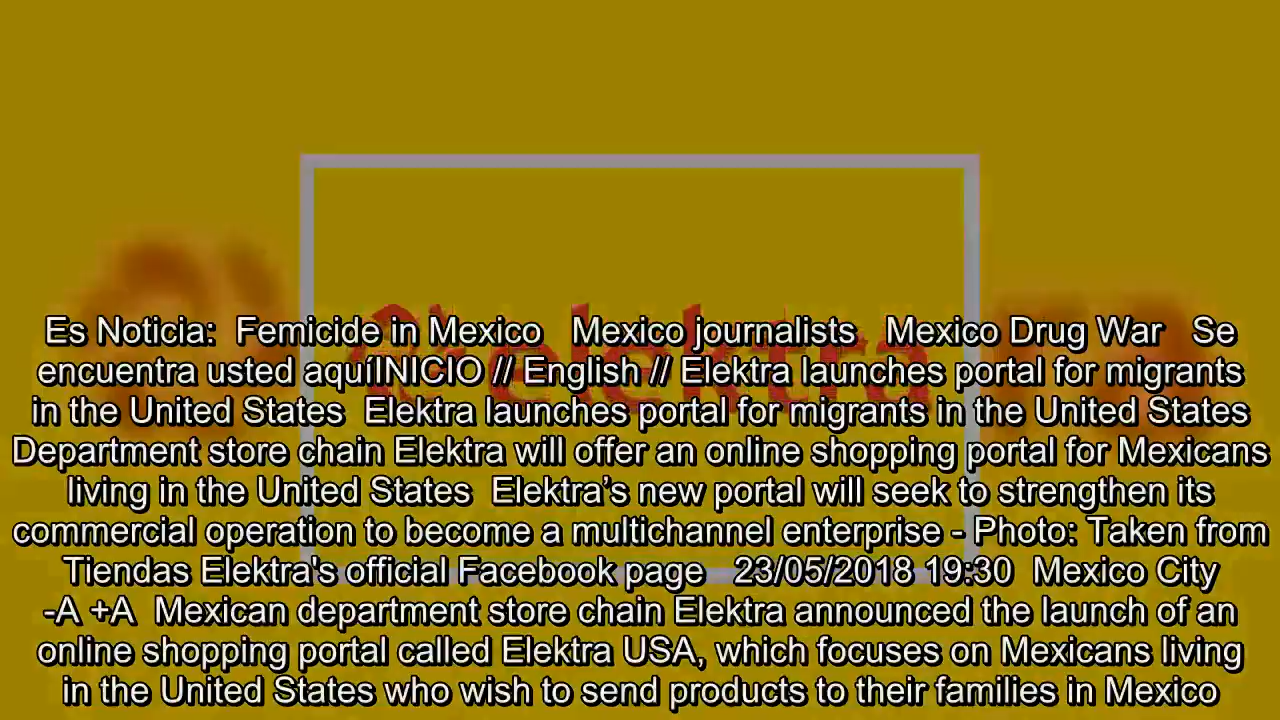 elektra
Es Noticia:  Femicide in Mexico   Mexico journalists   Mexico Drug War   Se
encuentra usted aquíINICIO // English // Elektra launches portal for migrants
in the United States  Elektra launches portal for migrants in the United States
Department store chain Elektra will offer an online shopping portal for Mexicans
living in the United States  Elektra’s new portal will seek to strengthen its
commercial operation to become a multichannel enterprise - Photo: Taken from
Tiendas Elektra's official Facebook page   23/05/2018 19:30  Mexico City
-A +A  Mexican department store chain Elektra announced the launch of an
online shopping portal called Elektra USA, which focuses on Mexicans living
in the United States who wish to send products to their families in Mexico